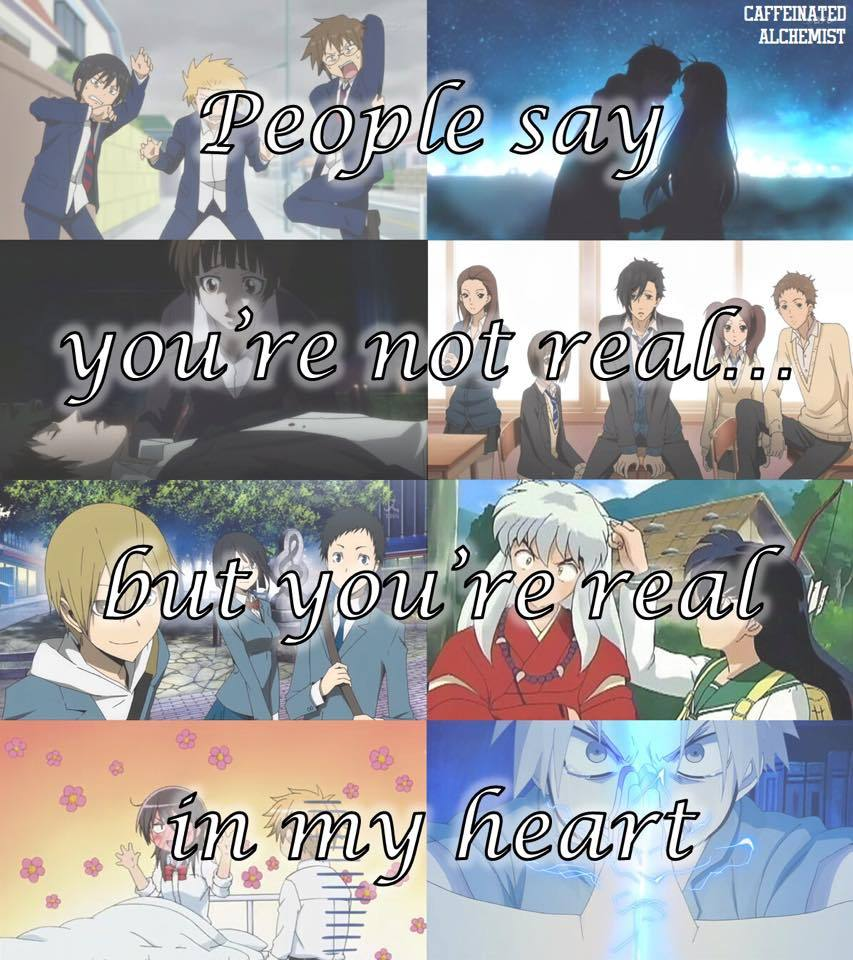 CAFFEINATED
ALCHEMIST
People say
you're not real...
but you're real
in my heart